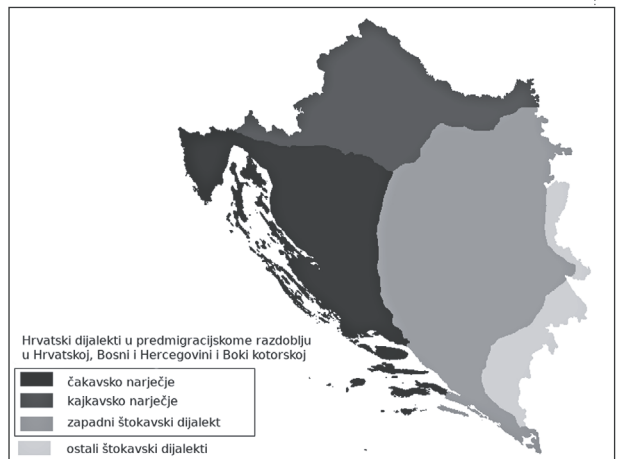 Hrvatski dijalekti u predmigracijskome razdoblju
u Hrvatskoj, Bosni i Hercegovini i Boki kotorskoj
čakavsko narječje
kajkavsko narječje
zapadni štokavski dijalekt
ostali štokavski dijalekti